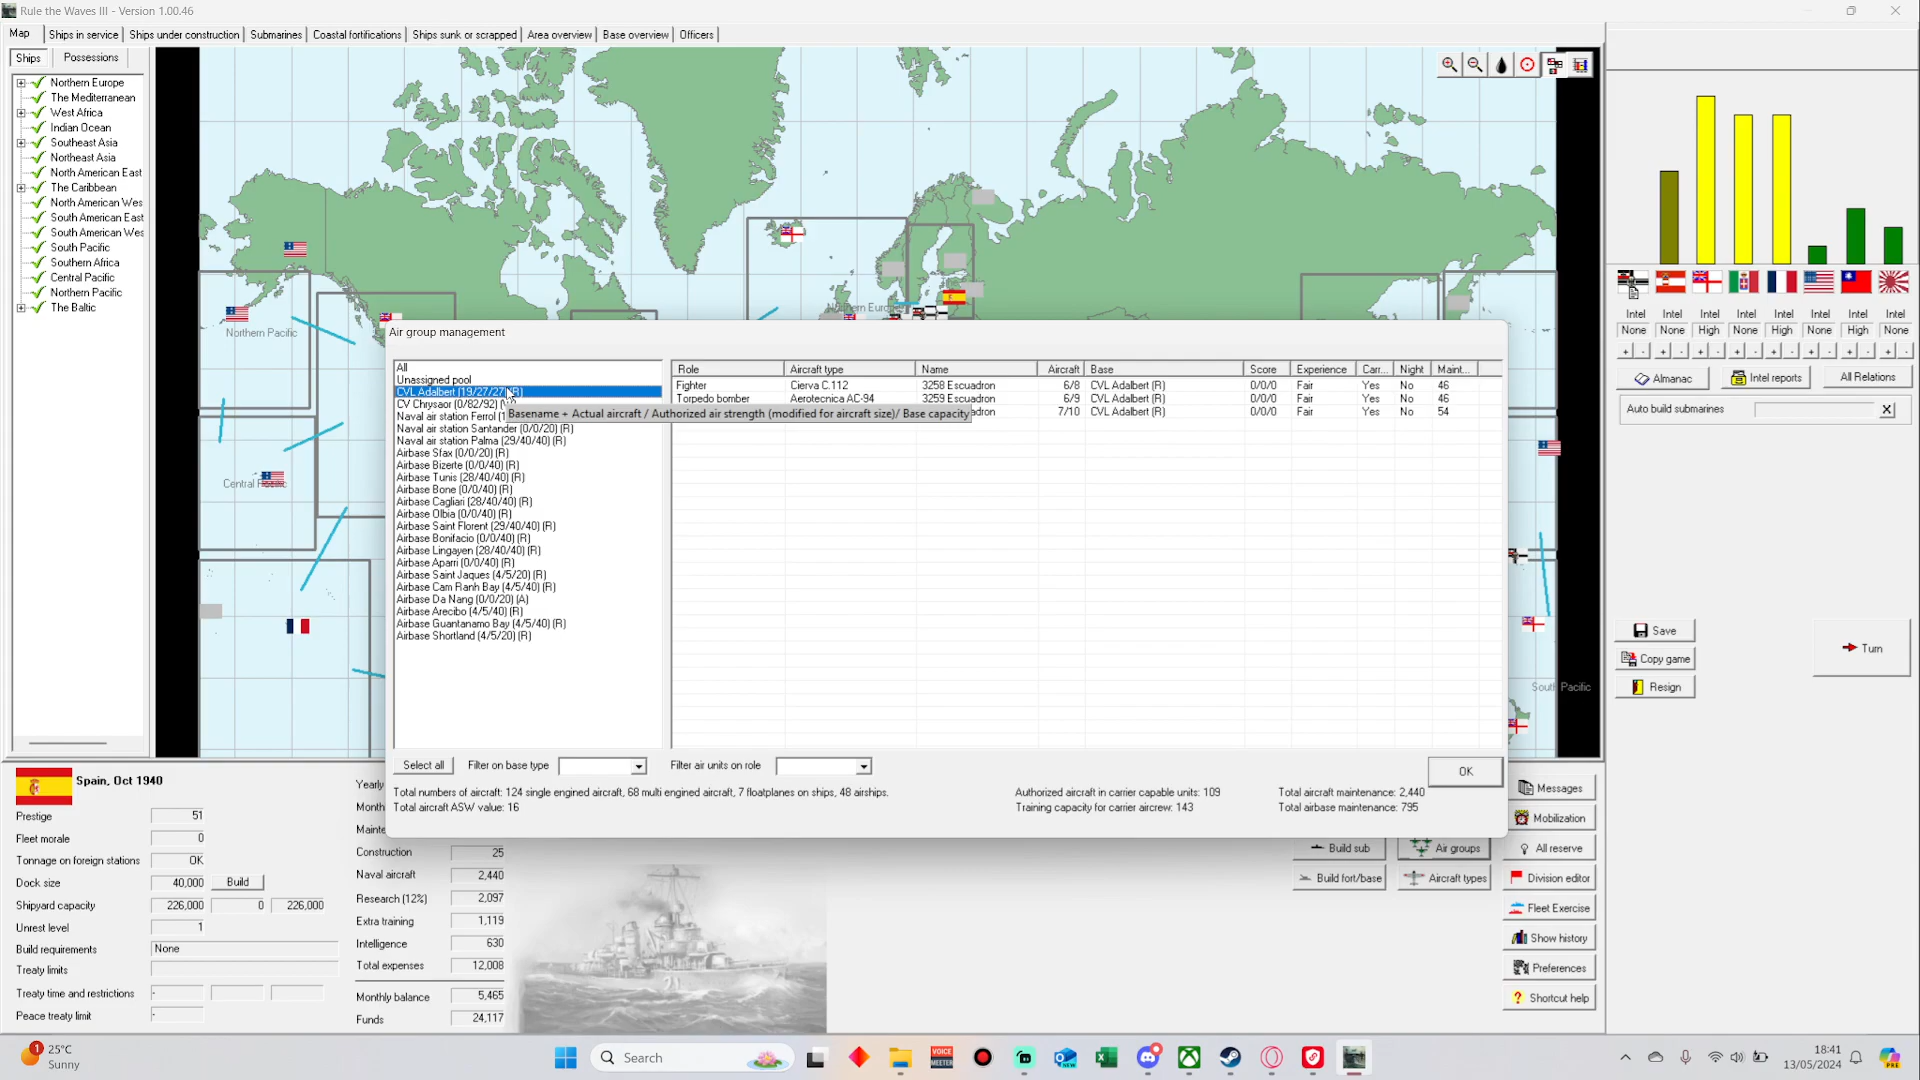 Rule the Waves III - Version 1.00.46
Map
Ships in service
Ships under construction
Submarines
Coastal fortifications
Ships sunk or scrapped
Area overview
Base overview
Officers
Ships
Possessions
Northern Europe
The Mediterranean
West Africa
Indian Ocean
Southeast Asia
Northeast Asia
North American East
The Caribbean
North American Wes
South American East
South American Wes
South Pacific
Southern Africa
Central Pacific
Northern Pacific
The Baltic
Northern Pacific
South Pacific
Air group management
All
Unassigned pool
CVL Adalbert (19/27/27) (R)
CV Chrysaor (0/82/92)
Naval air station Ferrol
Naval air station Santander (0/0/20) (R)
Naval air station Palma (29/40/40) (R)
Airbase Sfax (0/0/20) (R)
Airbase Bizerte (0/0/40) (R)
Airbase Tunis (28/40/40) (R)
Airbase Bone (0/0/40) (R)
Airbase Cagliari (28/40/40) (R)
Airbase Olbia (0/0/40) (R)
Airbase Saint Florent (29/40/40) (R)
Airbase Bonifacio (0/0/40) (R)
Airbase Lingayen (28/40/40) (R)
Airbase Aparri (0/0/40) (R)
Airbase Saint Jaques (4/5/20) (R)
Airbase Cam Ranh Bay (4/5/40) (R)
Airbase Da Nang (0/0/20) (A)
Airbase Arecibo (4/5/40) (R)
Airbase Guantanamo Bay (4/5/40) (R)
Airbase Shortland (4/5/20) (R)
Basename + Actual aircraft / Authorized air strength (modified for aircraft size)/ Base capacity
Role Aircraft type Name Aircraft Base Score Experience Carr... Night Maint...
Fighter Cierva C.112 3258 Escuadron 6/8 CVL Adalbert (R) 0/0/0 Fair Yes No 46
Torpedo bomber Aerotecnica AC-94 3259 Escuadron 6/9 CVL Adalbert (R) 0/0/0 Fair Yes No 46
7/10 CVL Adalbert (R) 0/0/0 Fair Yes No 54
Select all
Filter on base type
Filter air units on role
OK
Total numbers of aircraft: 124 single engined aircraft, 68 multi engined aircraft, 7 floatplanes on ships, 48 airships.
Total aircraft ASW value: 16
Authorized aircraft in carrier capable units: 109
Training capacity for carrier aircrew: 143
Total aircraft maintenance: 2,440
Total airbase maintenance: 795
Intel Intel Intel Intel Intel Intel Intel Intel
None None High None High None High None
+ - + - + - + - + - + - + - + -
Almanac
Intel reports
All Relations
Auto build submarines
X
Save
Copy game
Resign
Turn
Spain, Oct 1940
Prestige 51
Fleet morale 0
Tonnage on foreign stations OK
Dock size 40,000 Build
Shipyard capacity 226,000 0 226,000
Unrest level 1
Build requirements None
Treaty limits
Treaty time and restrictions - 
Peace treaty limit -
Yearly
Month
Mainte
Construction 25
Naval aircraft 2,440
Research (12%) 2,097
Extra training 1,119
Intelligence 630
Total expenses 12,008
Monthly balance 5,465
Funds 24,117
Build sub
Air groups
Build fort/base
Aircraft types
Messages
Mobilization
All reserve
Division editor
Fleet Exercise
Show history
Preferences
Shortcut help
25°C
Sunny
Search
VOICE MEETER
18:41
13/05/2024